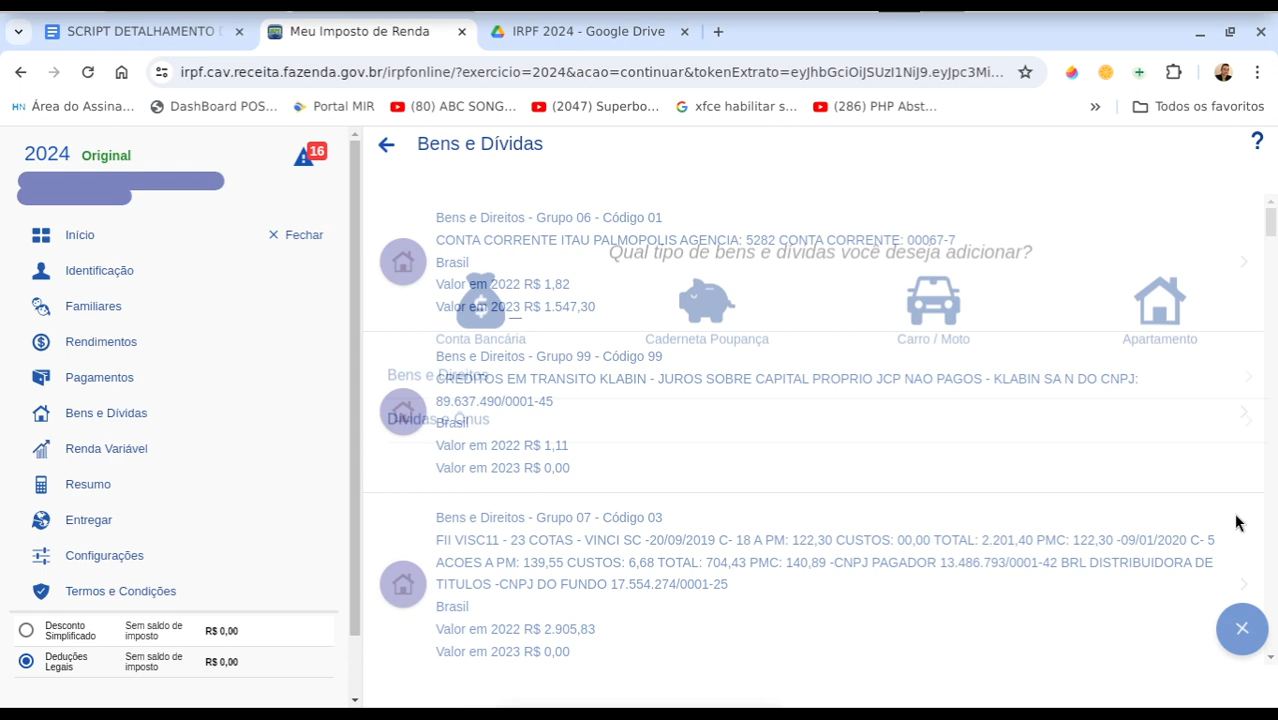 SCRIPT DETALHAMENTO D
Meu Imposto de Renda
IRPF 2024 - Google Drive
irpf.cav.receita.fazenda.gov.br/irpfonline/?exercicio=2024&acao=continuar&tokenExtrato=eyJhbGciOiJSUzI1NiJ9.eyJpc3Mi...
Área do Assina...
DashBoard POS...
Portal MIR
(80) ABC SONG...
(2047) Superbo...
xfce habilitar s...
(286) PHP Abst...
»
Todos os favoritos
2024 Original
16
Bens e Dívidas
?
Início
Fechar
Identificação
Familiares
Rendimentos
Pagamentos
Bens e Dívidas
Renda Variável
Resumo
Entregar
Configurações
Termos e Condições
Desconto Simplificado
Sem saldo de imposto
R$ 0,00
Deduções Legais
Sem saldo de imposto
R$ 0,00
Bens e Direitos - Grupo 06 - Código 01
CONTA CORRENTE ITAU PALMOPOLIS AGENCIA: 5282 CONTA CORRENTE: 00067-7
Qual tipo de bens e dívidas você deseja adicionar?
Brasil
Valor em 2022 R$ 1,82
Valor em 2023 R$ 1.547,30
Conta Bancária
Caderneta Poupança
Carro / Moto
Apartamento
Bens e Direitos - Grupo 99 - Código 99
Bens e Direitos
CREDITOS EM TRANSITO KLABIN - JUROS SOBRE CAPITAL PROPRIO JCP NAO PAGOS - KLABIN SA N DO CNPJ:
89.637.490/0001-45
Dívidas e Ônus
Brasil
Valor em 2022 R$ 1,11
Valor em 2023 R$ 0,00
Bens e Direitos - Grupo 07 - Código 03
FII VISC11 - 23 COTAS - VINCI SC -20/09/2019 C- 18 A PM: 122,30 CUSTOS: 00,00 TOTAL: 2.201,40 PMC: 122,30 -09/01/2020 C- 5
ACOES A PM: 139,55 CUSTOS: 6,68 TOTAL: 704,43 PMC: 140,89 -CNPJ PAGADOR 13.486.793/0001-42 BRL DISTRIBUIDORA DE
TITULOS -CNPJ DO FUNDO 17.554.274/0001-25
Brasil
Valor em 2022 R$ 2.905,83
Valor em 2023 R$ 0,00